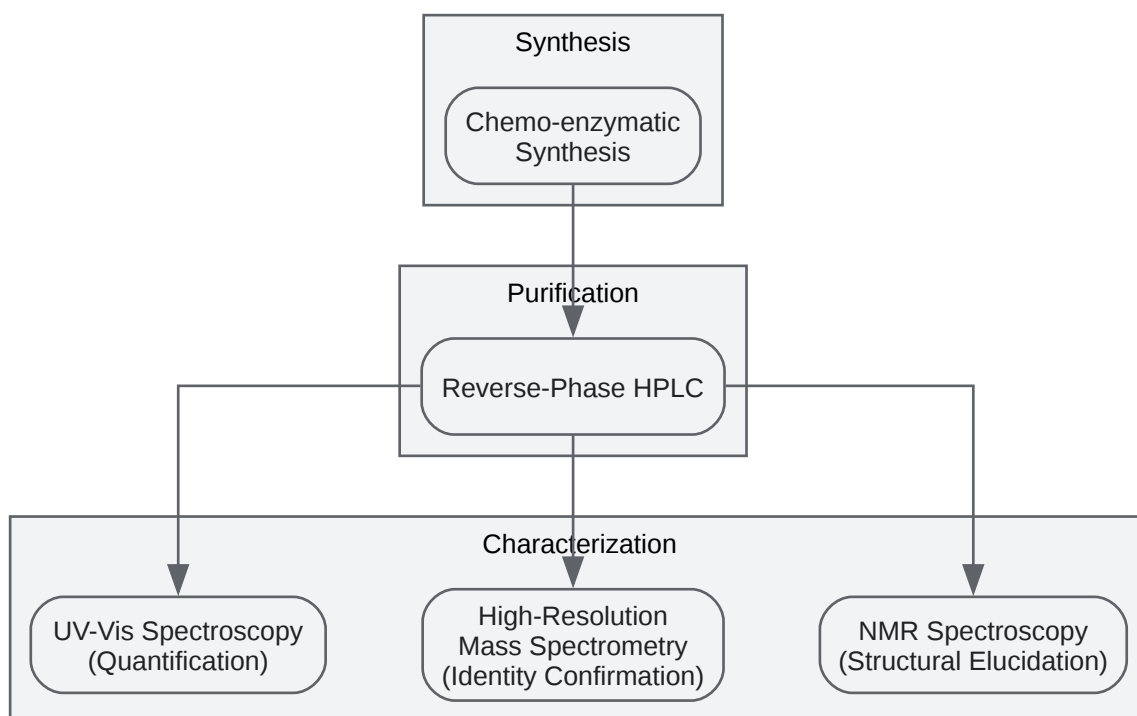 Synthesis
Chemo-enzymatic
Synthesis
Purification
Reverse-Phase HPLC
Characterization
UV-Vis Spectroscopy
(Quantification)
High-Resolution
Mass Spectrometry
(Identity Confirmation)
NMR Spectroscopy
(Structural Elucidation)